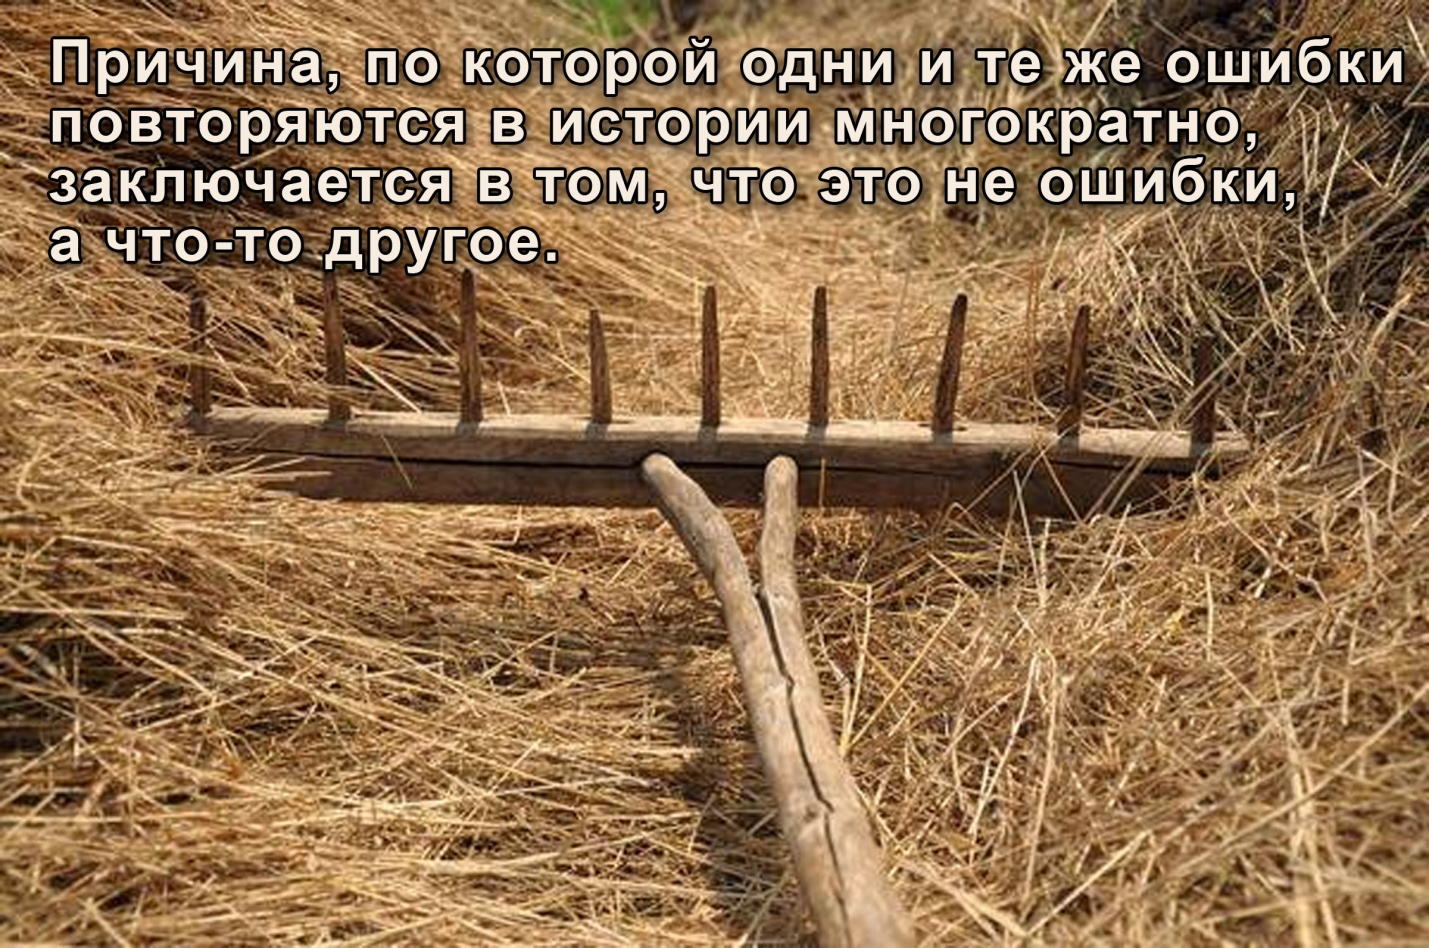 Причина, по которой одни и те же ошибки
повторяются в истории многократно,
заключается в том, что это не ошибки,
а что-то другое.